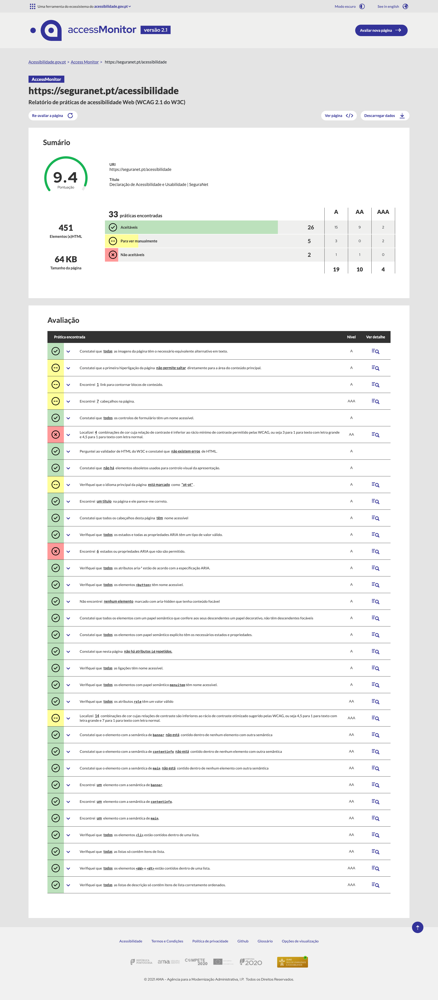 Uma ferramenta do ecossistema do acessibilidade.gov.pt
Modo escuro
See in english
accessMonitor versão 2.1
Avaliar nova página
Acessibilidade.gov.pt > Access Monitor > https://seguranet.pt/acessibilidade
AccessMonitor
https://seguranet.pt/acessibilidade
Relatório de práticas de acessibilidade Web (WCAG 2.1 do W3C)
Re-avaliar a página
Ver página
Descarregar dados
Sumário
9.4
Pontuação
URI
https://seguranet.pt/acessibilidade
Título
Declaração de Acessibilidade e Usabilidade | SeguraNet
451
Elementos (x)HTML
64 KB
Tamanho da página
33 práticas encontradas A AA AAA
Aceitáveis 26 15 9 2
Para ver manualmente 5 3 0 2
Não aceitáveis 2 1 1 0
19 10 4
Avaliação
Prática encontrada Nível Ver detalhe
Constatei que todas as imagens da página têm o necessário equivalente alternativo em texto. A
Constatei que a primeira hiperligação da página não permite saltar diretamente para a área do conteúdo principal. A
Encontrei 1 link para contornar blocos de conteúdo. A
Encontrei 7 cabeçalhos na página. AAA
Constatei que todos os controlos de formulário têm um nome acessível. A
Localizei 4 combinações de cor cuja relação de contraste é inferior ao rácio mínimo de contraste permitido pelas WCAG, ou seja 3 para 1 para texto com letra grande
e 4,5 para 1 para texto com letra normal. AA
Perguntei ao validador de HTML do W3C e constatei que não existem erros de HTML. A
Constatei que não há elementos obsoletos usados para controlo visual da apresentação. A
Verifiquei que o idioma principal da página está marcado como "pt-pt" . A
Encontrei um título na página e ele parece-me correto. A
Constatei que todos os cabeçalhos desta página têm nome acessível A
Verifiquei que todos os estados e todas as propriedades ARIA têm um tipo de valor válido. A
Encontrei 6 estados ou propriedades ARIA que não são permitido. A
Verifiquei que todos os atributos aria-* estão de acordo com a especificação ARIA. A
Verifiquei que todos os elementos <button> têm nome acessível. A
Não encontrei nenhum elemento marcado com aria-hidden que tenha conteúdo focável A
Constatei que todos os elementos com um papel semântico que confere aos seus descendentes um papel decorativo, não têm descendentes focáveis A
Constatei que todos os elementos com papel semântico explícito têm os necessários estados e propriedades. A
Constatei que nesta página não há atributos id repetidos. A
Verifiquei que todas as ligações têm nome acessível. A
Verifiquei que todos os elementos com papel semântico menuitem têm nome acessível. A
Verifiquei que todos os atributos role têm um valor válido AA
Localizei 14 combinações de cor cujas relações de contraste são inferiores ao rácio de contraste otimizado sugerido pelas WCAG, ou seja 4,5 para 1 para texto com
letra grande e 7 para 1 para texto com letra normal. AAA
Constatei que o elemento com a semântica de banner não está contido dentro de nenhum elemento com outra semântica AA
Constatei que o elemento com a semântica de contentinfo não está contido dentro de nenhum elemento com outra semântica AA
Constatei que o elemento com a semântica de main não está contido dentro de nenhum elemento com outra semântica AA
Encontrei um elemento com a semântica de banner. AA
Encontrei um elemento com a semântica de contentinfo. AA
Encontrei um elemento com a semântica de main. AA
Verifiquei que todos os elementos <li> estão contidos dentro de uma lista. AA
Verifiquei que todas as listas só contêm itens de lista. AA
Verifiquei que todos os elementos <dd> e <dt> estão contidos dentro de uma lista. AAA
Verifiquei que todas as listas de descrição só contêm itens de lista corretamente ordenados. AAA
Acessibilidade Termos e Condições Política de privacidade Github Glossário Opções de visualização
REPÚBLICA
PORTUGUESA
ama
COMPETE
2020
PORTUGAL
2020
OURO
SELO DE USABILIDADE
& ACESSIBILIDADE
© 2021 AMA - Agência para a Modernização Administrativa, I.P. Todos os Direitos Reservados.